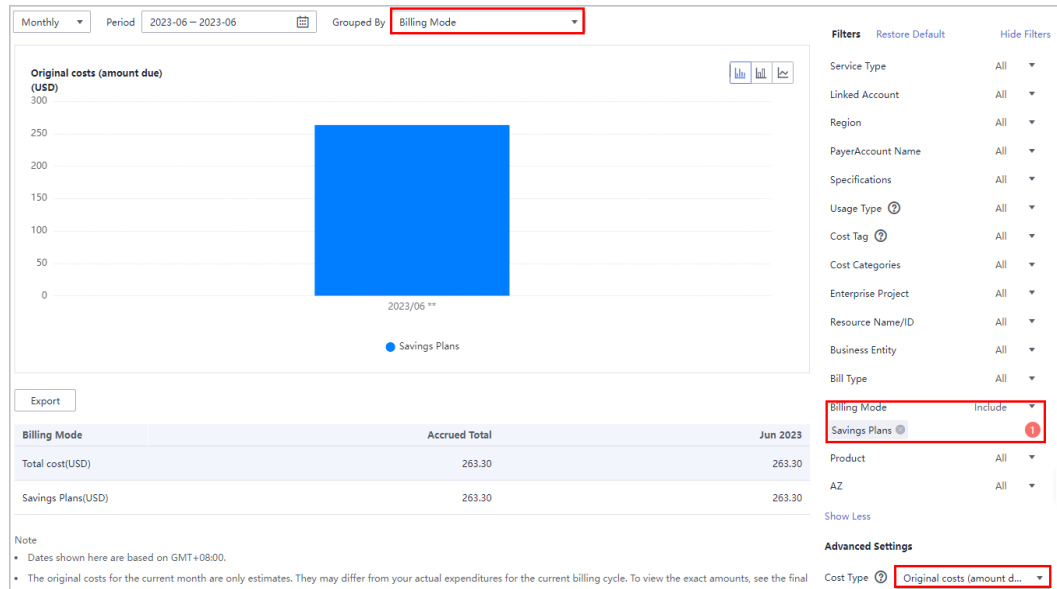 Monthly Period 2023-06 – 2023-06 Grouped By Billing Mode
Original costs (amount due)
(USD)
300
250
200
150
100
50
0
2023/06 **
Savings Plans
Export
Billing Mode Accrued Total Jun 2023
Total cost(USD) 263.30 263.30
Savings Plans(USD) 263.30 263.30
Note
• Dates shown here are based on GMT+08:00.
• The original costs for the current month are only estimates. They may differ from your actual expenditures for the current billing cycle. To view the exact amounts, see the final
Filters Restore Default Hide Filters
Service Type All
Linked Account All
Region All
PayerAccount Name All
Specifications All
Usage Type ? All
Cost Tag ? All
Cost Categories All
Enterprise Project All
Resource Name/ID All
Business Entity All
Bill Type All
Billing Mode Include
Savings Plans 1
Product All
AZ All
Show Less
Advanced Settings
Cost Type ? Original costs (amount d...